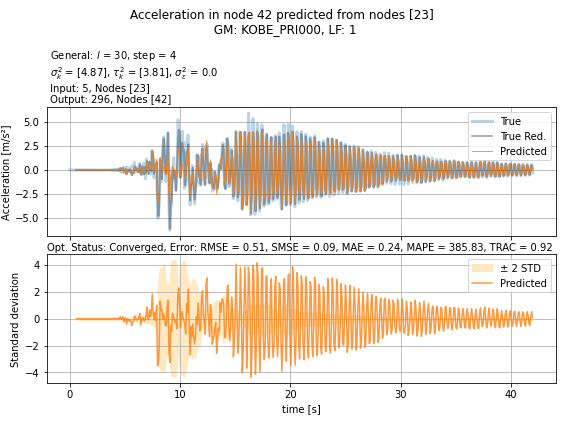 Acceleration in node 42 predicted from nodes [23]
GM: KOBE_PRI000, LF: 1
General: l = 30, step = 4
σ²ₖ = [4.87], τ²ₖ = [3.81], σ²ε = 0.0
Input: 5, Nodes [23]
Output: 296, Nodes [42]
Acceleration [m/s²]
5.0
2.5
0.0
−2.5
−5.0
True
True Red.
Predicted
Opt. Status: Converged, Error: RMSE = 0.51, SMSE = 0.09, MAE = 0.24, MAPE = 385.83, TRAC = 0.92
Standard deviation
4
2
0
−2
−4
± 2 STD
Predicted
0 10 20 30 40
time [s]